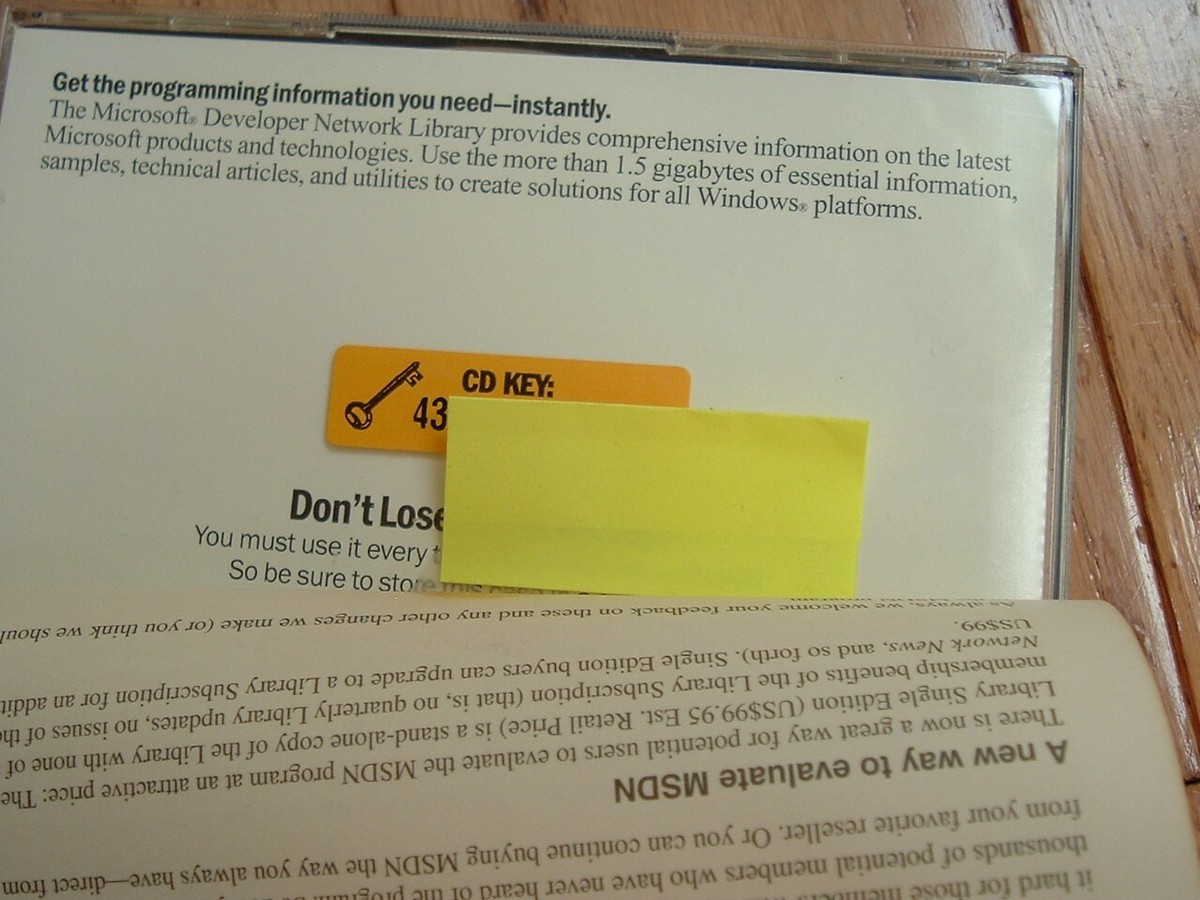 Get the programming information you need—instantly.
The Microsoft® Developer Network Library provides comprehensive information on the latest
Microsoft products and technologies. Use the more than 1.5 gigabytes of essential information,
samples, technical articles, and utilities to create solutions for all Windows® platforms.
CD KEY:
43
Don't Lose
You must use it every
So be sure to store this
it hard for those
thousands of potential members who have never heard of the
from your favorite reseller. Or you can continue buying MSDN the way you always have—direct from
A new way to evaluate MSDN
There is now a great way for potential users to evaluate the MSDN program at an attractive price: The
Library Single Edition (US$99.95 Est. Retail Price) is a stand-alone copy of the Library with none of
membership benefits of the Library Subscription (that is, no quarterly Library updates, no issues of
Network News, and so forth). Single Edition buyers can upgrade to a Library Subscription for an
US$99.
As always, we welcome your feedback on these and any other changes we make (or you think we